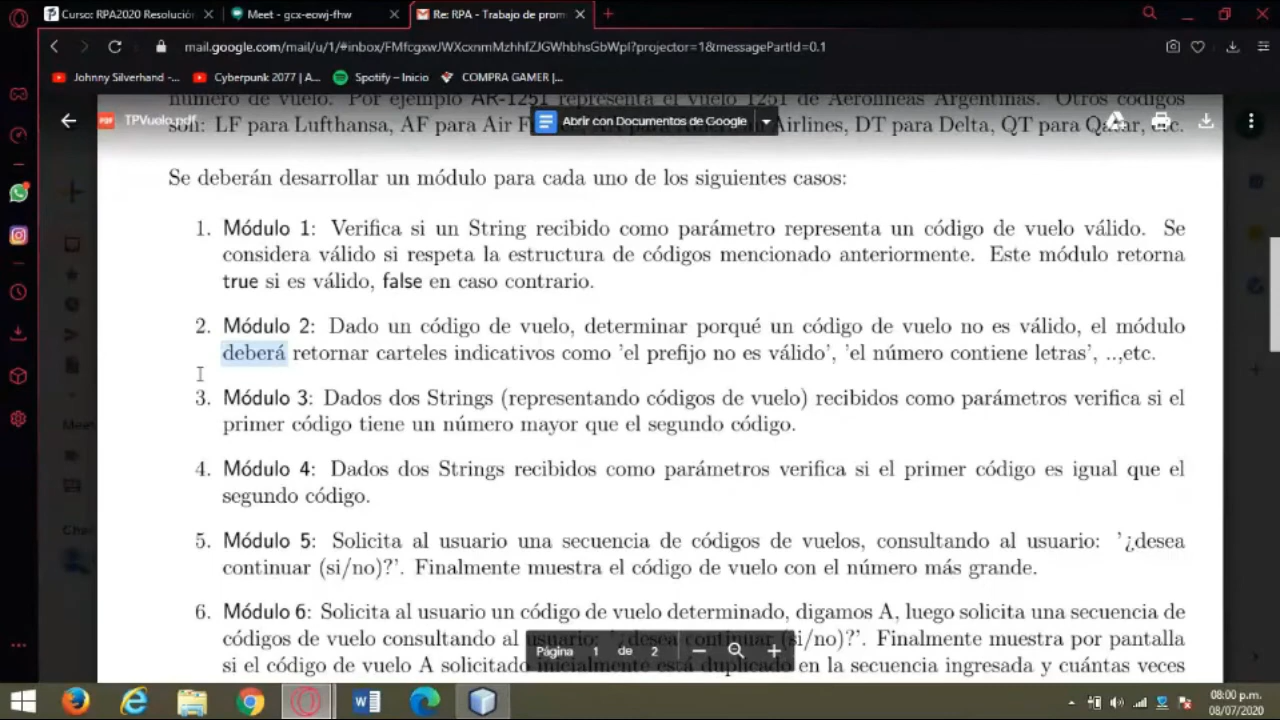 Curso: RPA2020 Resolució
Meet - gcx-eowj-fhw
Re: RPA - Trabajo de prom
mail.google.com/mail/u/1/#inbox/FMfcgxwJWXcxnmMzhhfZJGWhbhsGbWpl?projector=1&messagePartId=0.1
Johnny Silverhand -...
Cyberpunk 2077 | A...
Spotify – Inicio
COMPRA GAMER |...
número de vuelo. Por ejemplo AR-1251 representa el vuelo 1251 de Aerolíneas Argentinas. Otros códigos
TPVuelo.pdf
Abrir con Documentos de Google
son: LF para Lufthansa, AF para Air Airlines, DT para Delta, QT para Qatar, etc.
Se deberán desarrollar un módulo para cada uno de los siguientes casos:
1. Módulo 1: Verifica si un String recibido como parámetro representa un código de vuelo válido. Se
considera válido si respeta la estructura de códigos mencionado anteriormente. Este módulo retorna
true si es válido, false en caso contrario.
2. Módulo 2: Dado un código de vuelo, determinar porqué un código de vuelo no es válido, el módulo
deberá retornar carteles indicativos como 'el prefijo no es válido', 'el número contiene letras', ..,etc.
3. Módulo 3: Dados dos Strings (representando códigos de vuelo) recibidos como parámetros verifica si el
primer código tiene un número mayor que el segundo código.
4. Módulo 4: Dados dos Strings recibidos como parámetros verifica si el primer código es igual que el
segundo código.
5. Módulo 5: Solicita al usuario una secuencia de códigos de vuelos, consultando al usuario: '¿desea
continuar (si/no)?'. Finalmente muestra el código de vuelo con el número más grande.
6. Módulo 6: Solicita al usuario un código de vuelo determinado, digamos A, luego solicita una secuencia de
códigos de vuelo consultando al usuario: '¿desea continuar (si/no)?'. Finalmente muestra por pantalla
si el código de vuelo A solicitado inicialmente está duplicado en la secuencia ingresada y cuántas veces
Página 1 de 2
08:00 p.m.
08/07/2020